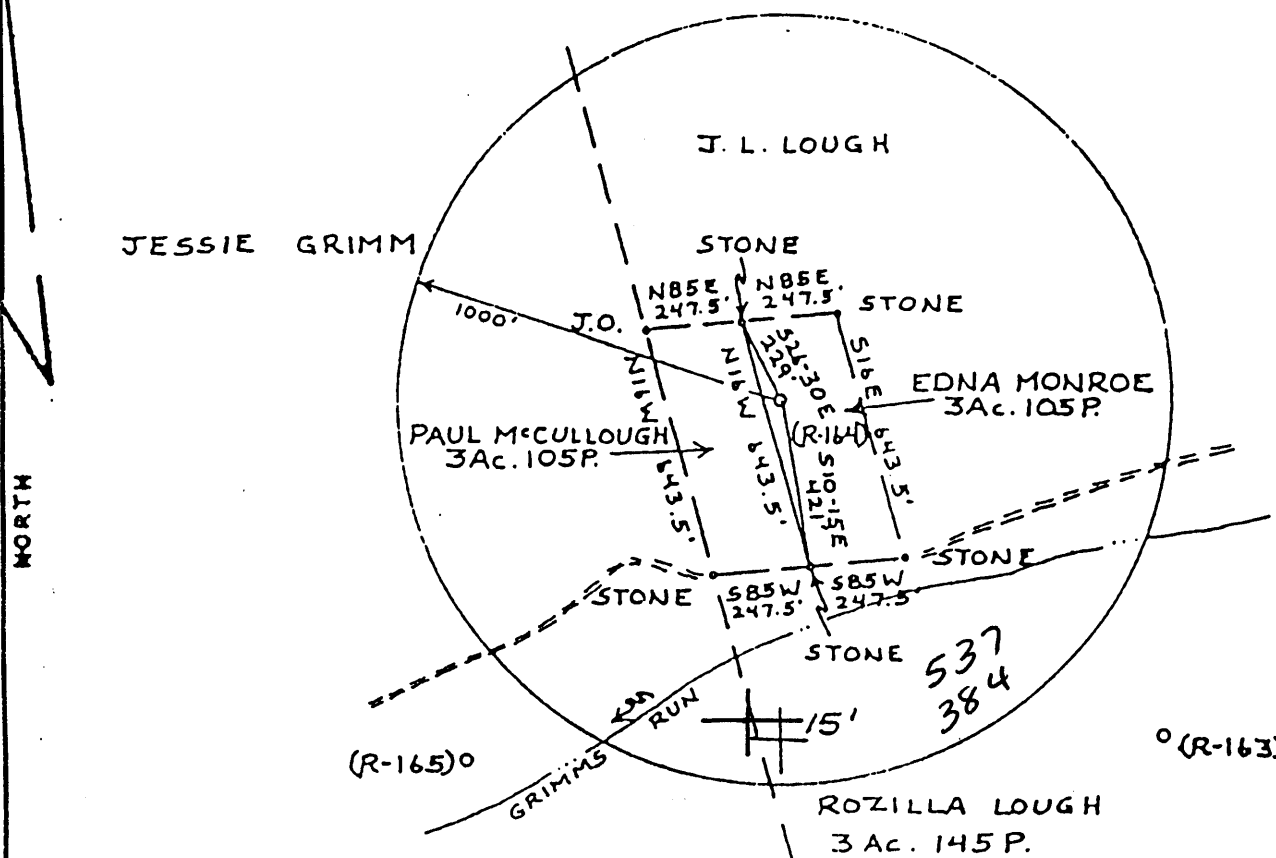 J. L. LOUGH
JESSIE GRIMM
STONE
N85E
247.5'
N85E
247.5'
STONE
1000'
J.O.
S26-30E
229'
S16E
643.5'
N16W
643.5'
N16W
643.5'
EDNA MONROE
3Ac. 105P.
PAUL McCULLOUGH
3Ac. 105P.
(R-164)
S10-15E
421'
NORTH
STONE
STONE
S85W
247.5'
S85W
247.5'
STONE
537
384
15'
GRIMMS RUN
(R-165)
(R-163)
ROZILLA LOUGH
3 Ac. 145 P.